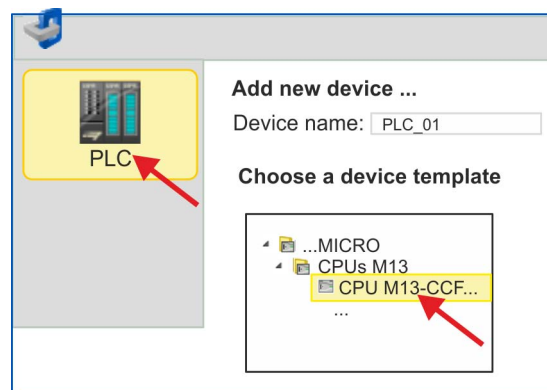 PLC
Add new device ...
Device name: PLC_01
Choose a device template
...MICRO
CPUs M13
CPU M13-CCF...
...